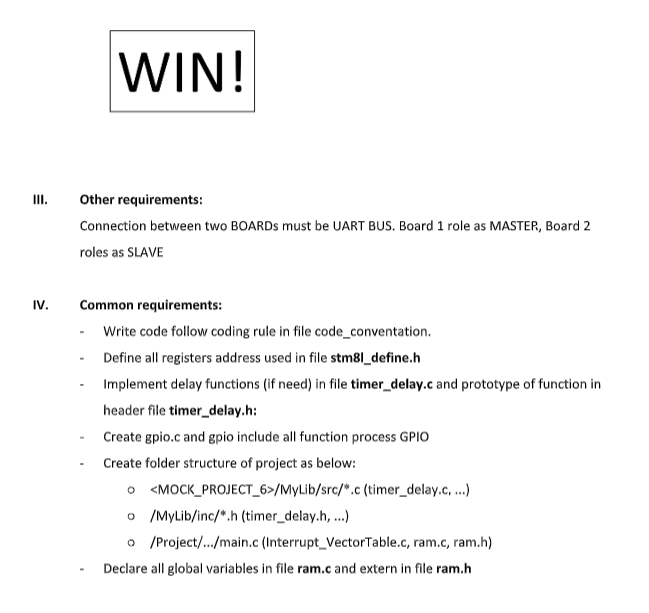 WIN!
III. Other requirements:
Connection between two BOARDs must be UART BUS. Board 1 role as MASTER, Board 2
roles as SLAVE
IV. Common requirements:
- Write code follow coding rule in file code_conventation.
- Define all registers address used in file stm8l_define.h
- Implement delay functions (if need) in file timer_delay.c and prototype of function in
header file timer_delay.h:
- Create gpio.c and gpio include all function process GPIO
- Create folder structure of project as below:
o <MOCK_PROJECT_6>/MyLib/src/*.c (timer_delay.c, ...)
o /MyLib/inc/*.h (timer_delay.h, ...)
o /Project/.../main.c (Interrupt_VectorTable.c, ram.c, ram.h)
- Declare all global variables in file ram.c and extern in file ram.h